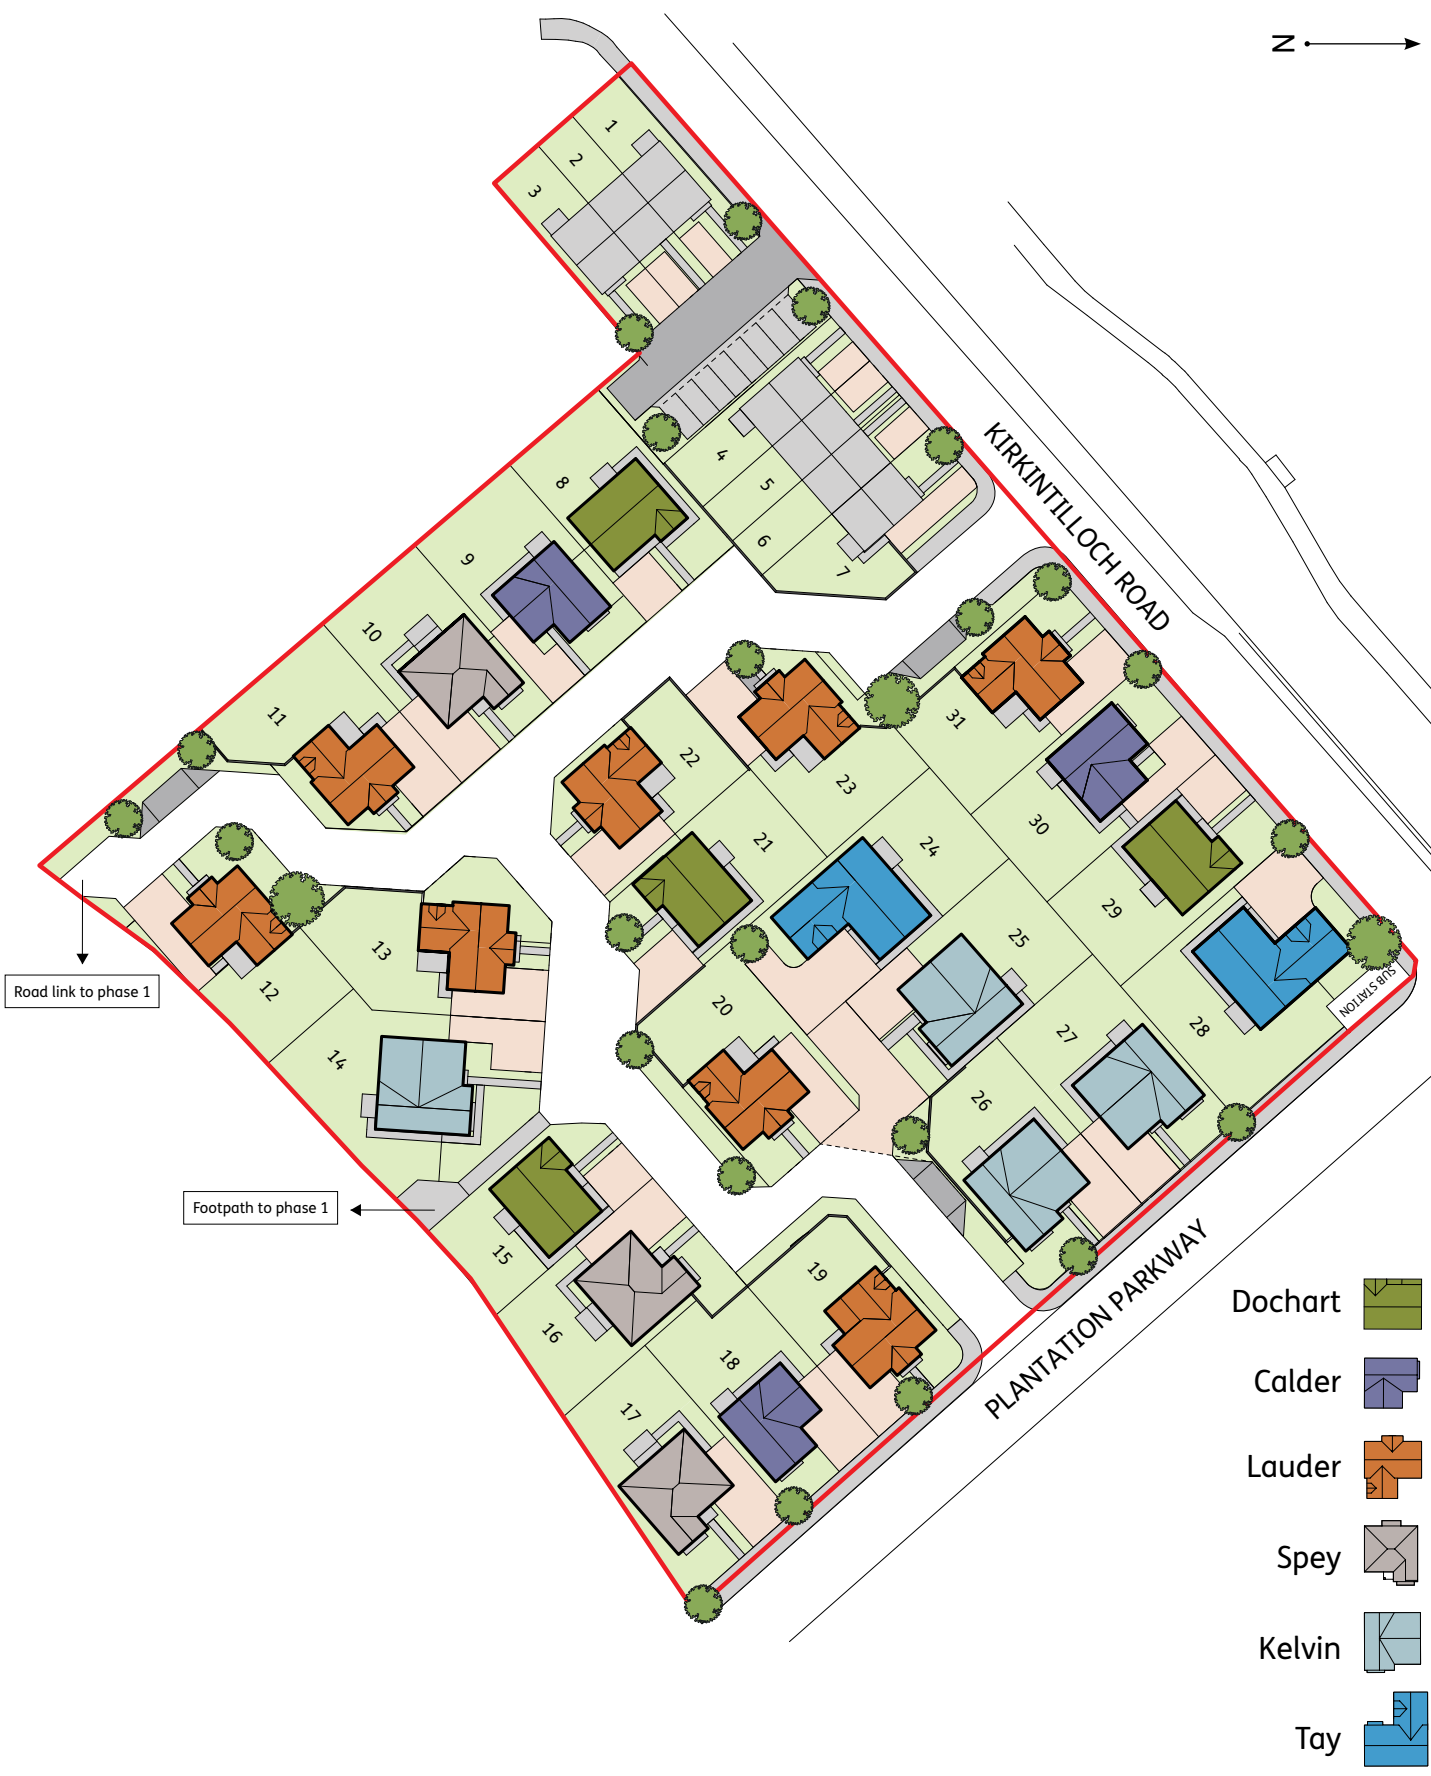 N
1
2
3
4
5
6
7
8
9
10
11
KIRKINTILLOCH ROAD
31
22
23
30
21
24
29
25
13
12
Road link to phase 1
SUB STATION
20
27
28
14
26
Footpath to phase 1
15
16
19
18
17
PLANTATION PARKWAY
Dochart
Calder
Lauder
Spey
Kelvin
Tay